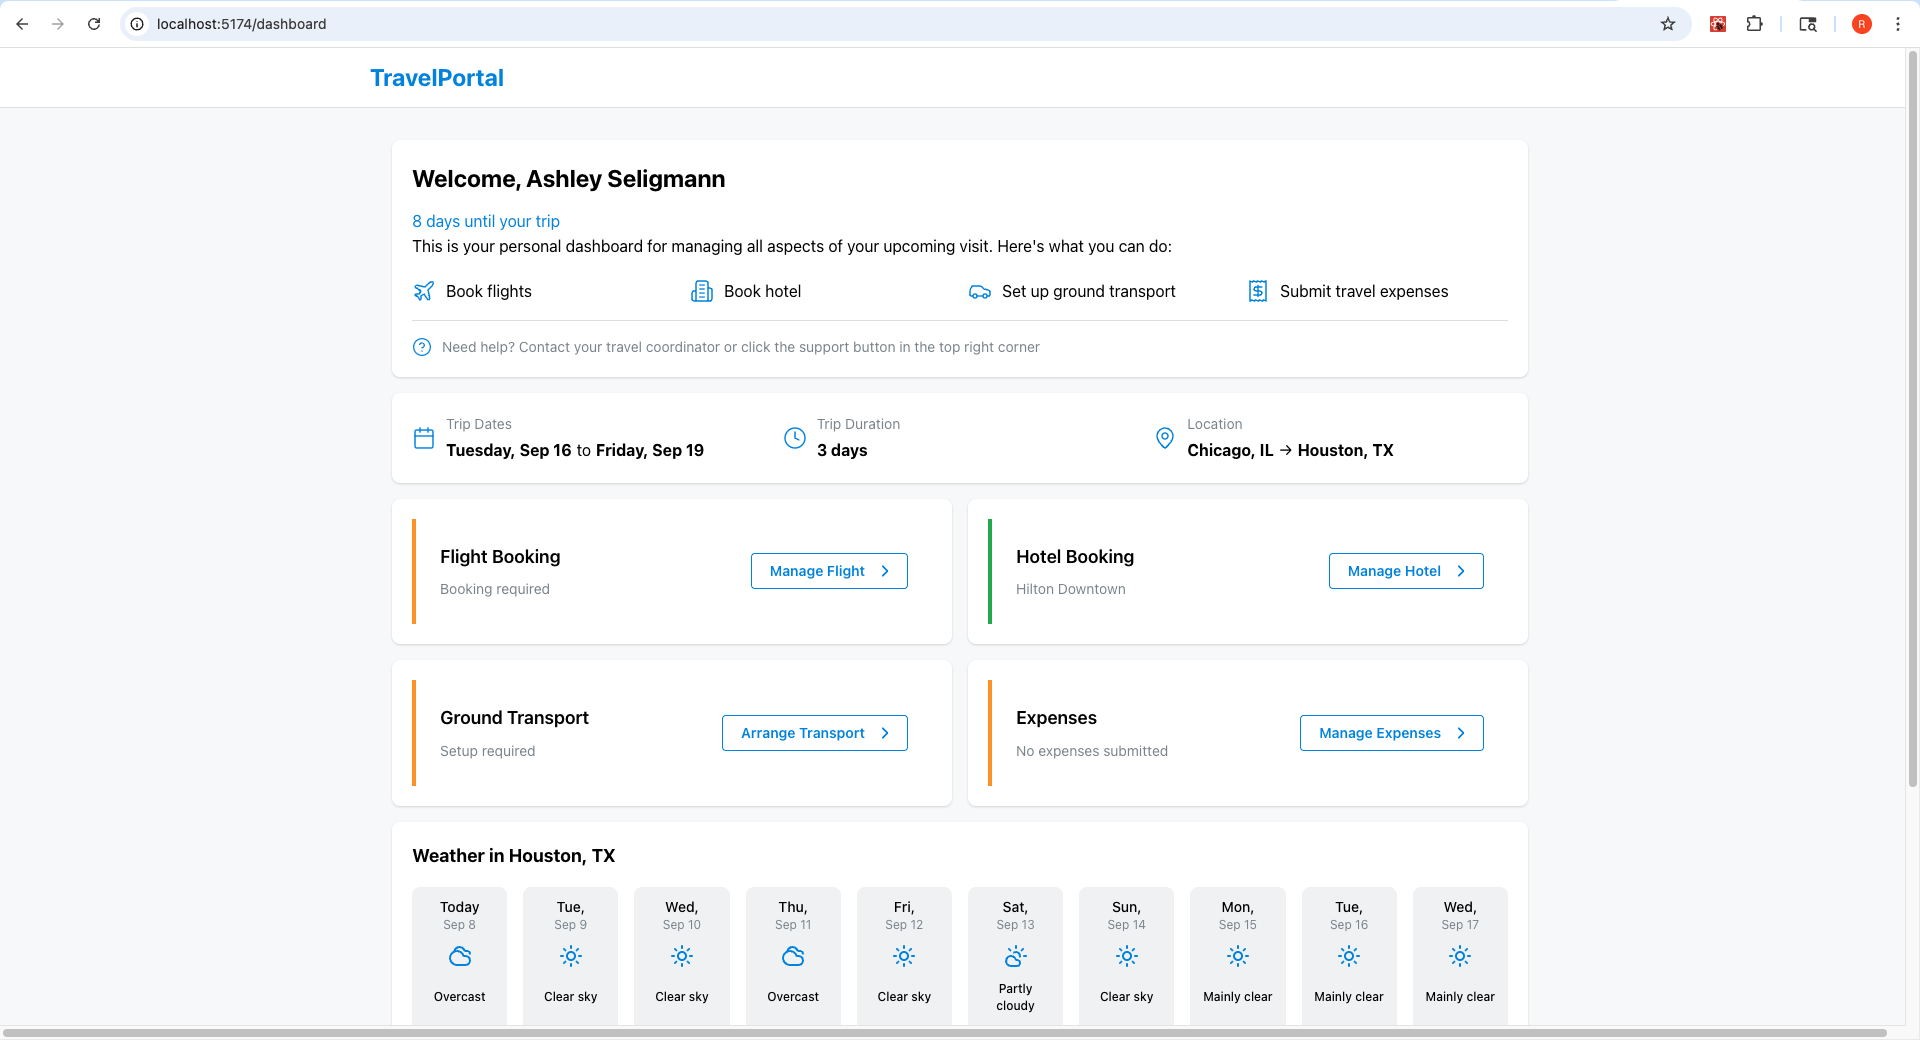 localhost:5174/dashboard
R
TravelPortal
Welcome, Ashley Seligmann
8 days until your trip
This is your personal dashboard for managing all aspects of your upcoming visit. Here's what you can do:
Book flights
Book hotel
Set up ground transport
Submit travel expenses
Need help? Contact your travel coordinator or click the support button in the top right corner
Trip Dates
Tuesday, Sep 16 to Friday, Sep 19
Trip Duration
3 days
Location
Chicago, IL → Houston, TX
Flight Booking
Booking required
Manage Flight
Hotel Booking
Hilton Downtown
Manage Hotel
Ground Transport
Setup required
Arrange Transport
Expenses
No expenses submitted
Manage Expenses
Weather in Houston, TX
Today
Sep 8
Overcast
Tue,
Sep 9
Clear sky
Wed,
Sep 10
Clear sky
Thu,
Sep 11
Overcast
Fri,
Sep 12
Clear sky
Sat,
Sep 13
Partly
cloudy
Sun,
Sep 14
Clear sky
Mon,
Sep 15
Mainly clear
Tue,
Sep 16
Mainly clear
Wed,
Sep 17
Mainly clear